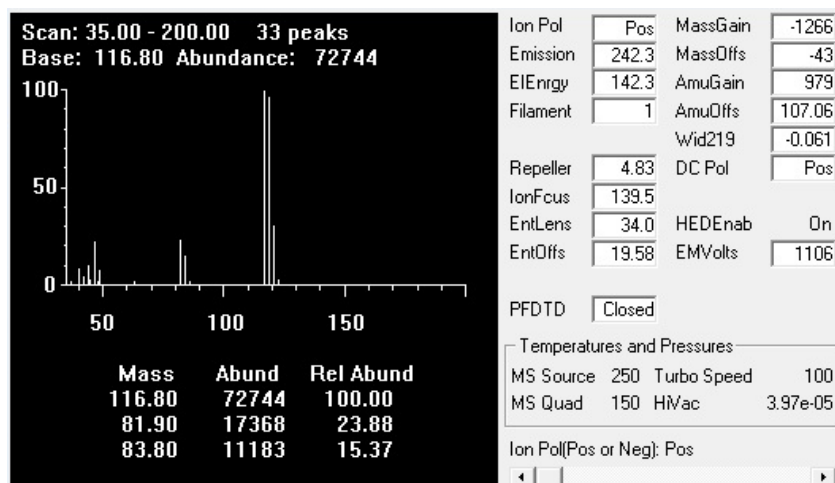 Scan: 35.00 - 200.00 33 peaks
Base: 116.80 Abundance: 72744
100
50
0
50 100 150
Mass Abund Rel Abund
116.80 72744 100.00
81.90 17368 23.88
83.80 11183 15.37
Ion Pol Pos MassGain -1266
Emission 242.3 MassOffs -43
ElEnrgy 142.3 AmuGain 979
Filament 1 AmuOffs 107.06
Wid219 -0.061
Repeller 4.83 DC Pol Pos
IonFcus 139.5
EntLens 34.0 HEDEnab On
EntOffs 19.58 EMVolts 1106
PFDTD Closed
Temperatures and Pressures
MS Source 250 Turbo Speed 100
MS Quad 150 HiVac 3.97e-05
Ion Pol(Pos or Neg): Pos